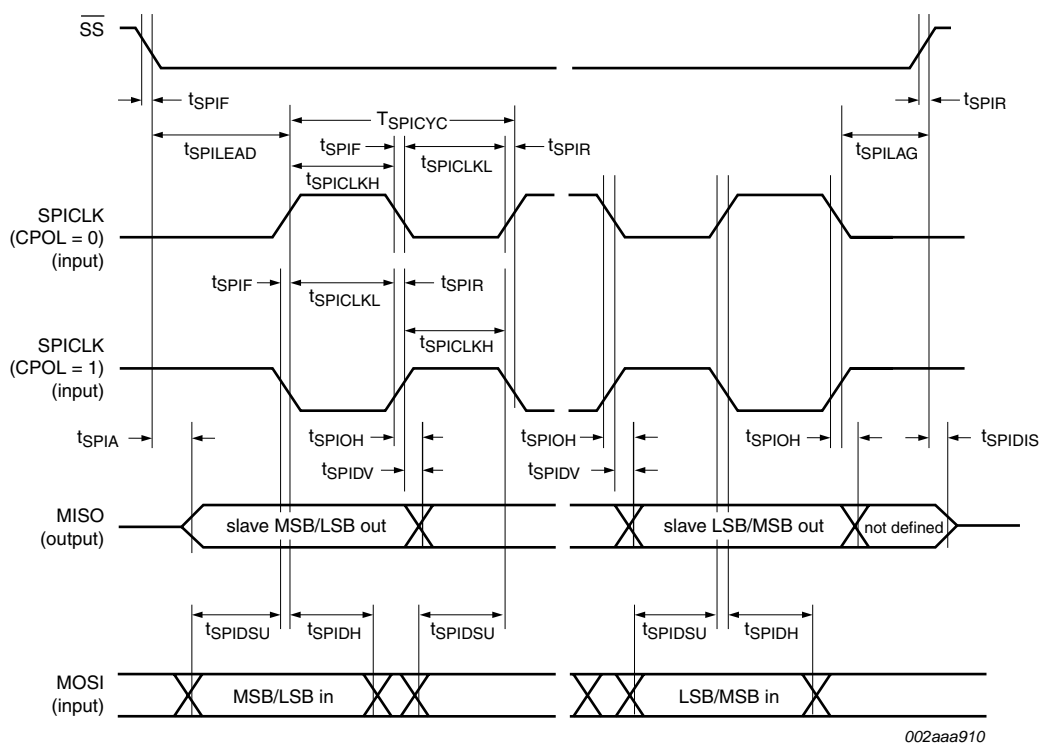 SS
tSPIF
tSPIR
TSPICYC
tSPILEAD
tSPIF
tSPICLKL
tSPIR
tSPILAG
tSPICLKH
SPICLK
(CPOL = 0)
(input)
tSPIF
tSPICLKL
tSPIR
SPICLK
(CPOL = 1)
(input)
tSPICLKH
tSPIA
tSPIOH
tSPIOH
tSPIOH
tSPIDIS
tSPIDV
tSPIDV
MISO
(output)
slave MSB/LSB out
slave LSB/MSB out
not defined
tSPIDSU
tSPIDH
tSPIDSU
tSPIDSU
tSPIDH
MOSI
(input)
MSB/LSB in
LSB/MSB in
002aaa910